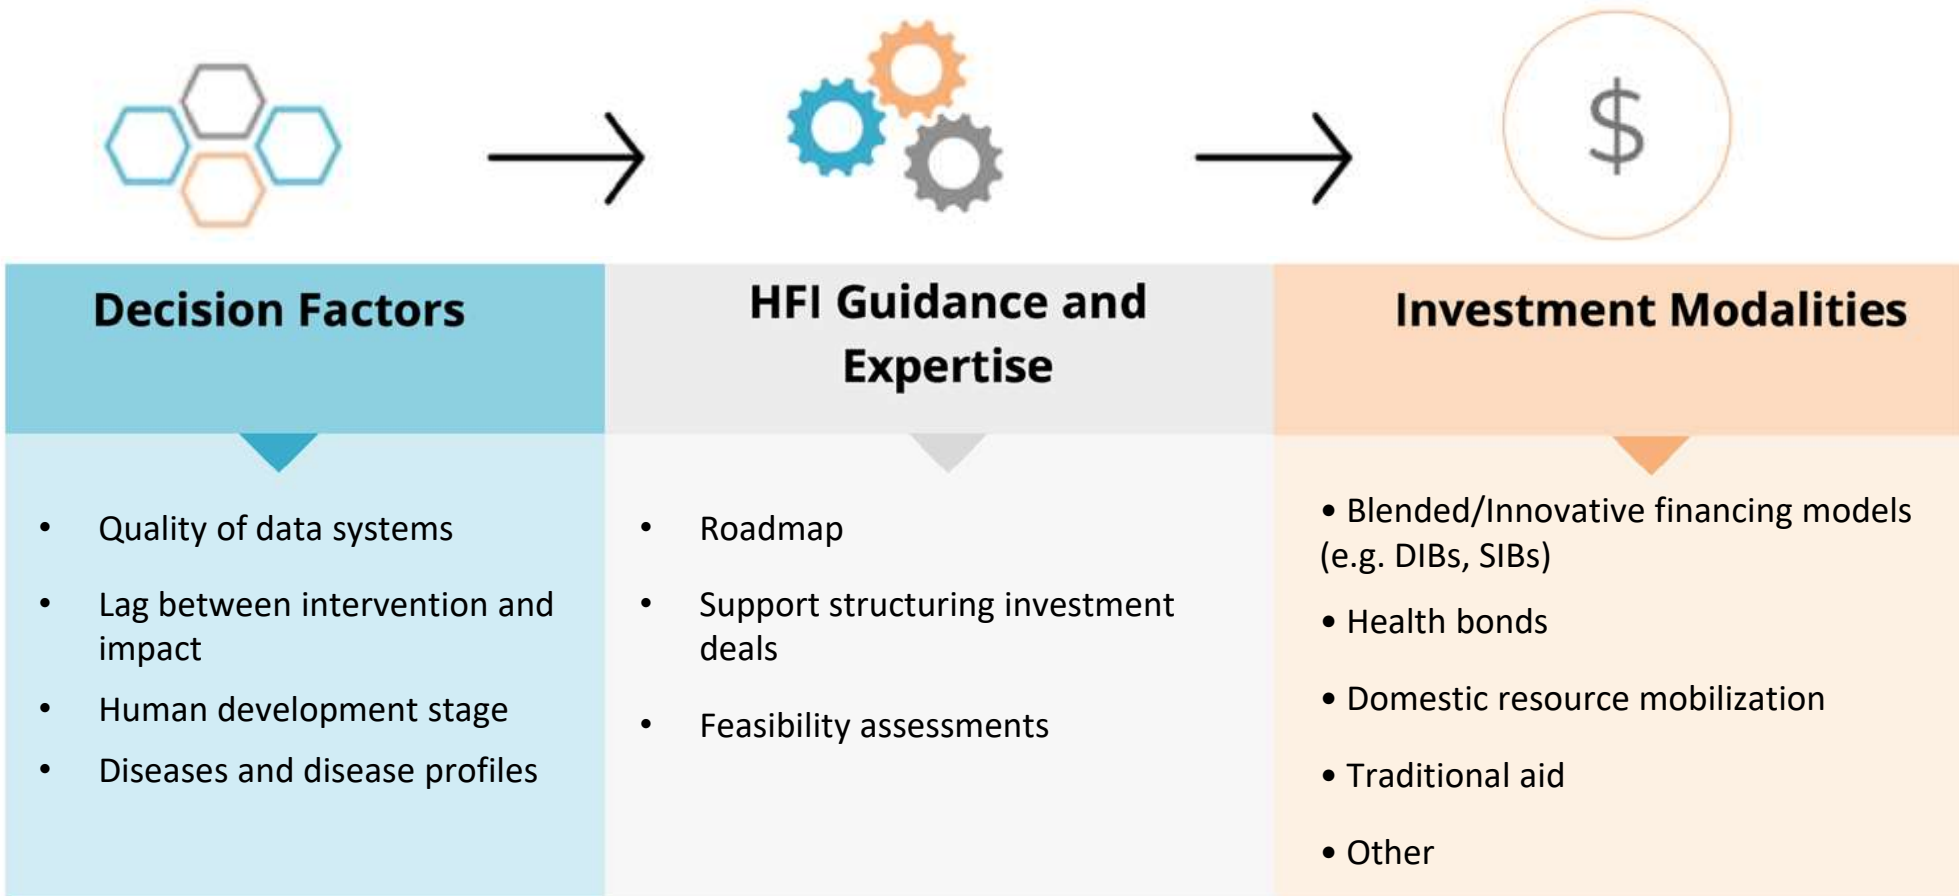 $
Decision Factors
• Quality of data systems
• Lag between intervention and
impact
• Human development stage
• Diseases and disease profiles
HFI Guidance and
Expertise
• Roadmap
• Support structuring investment
deals
• Feasibility assessments
Investment Modalities
• Blended/Innovative financing models
(e.g. DIBs, SIBs)
• Health bonds
• Domestic resource mobilization
• Traditional aid
• Other